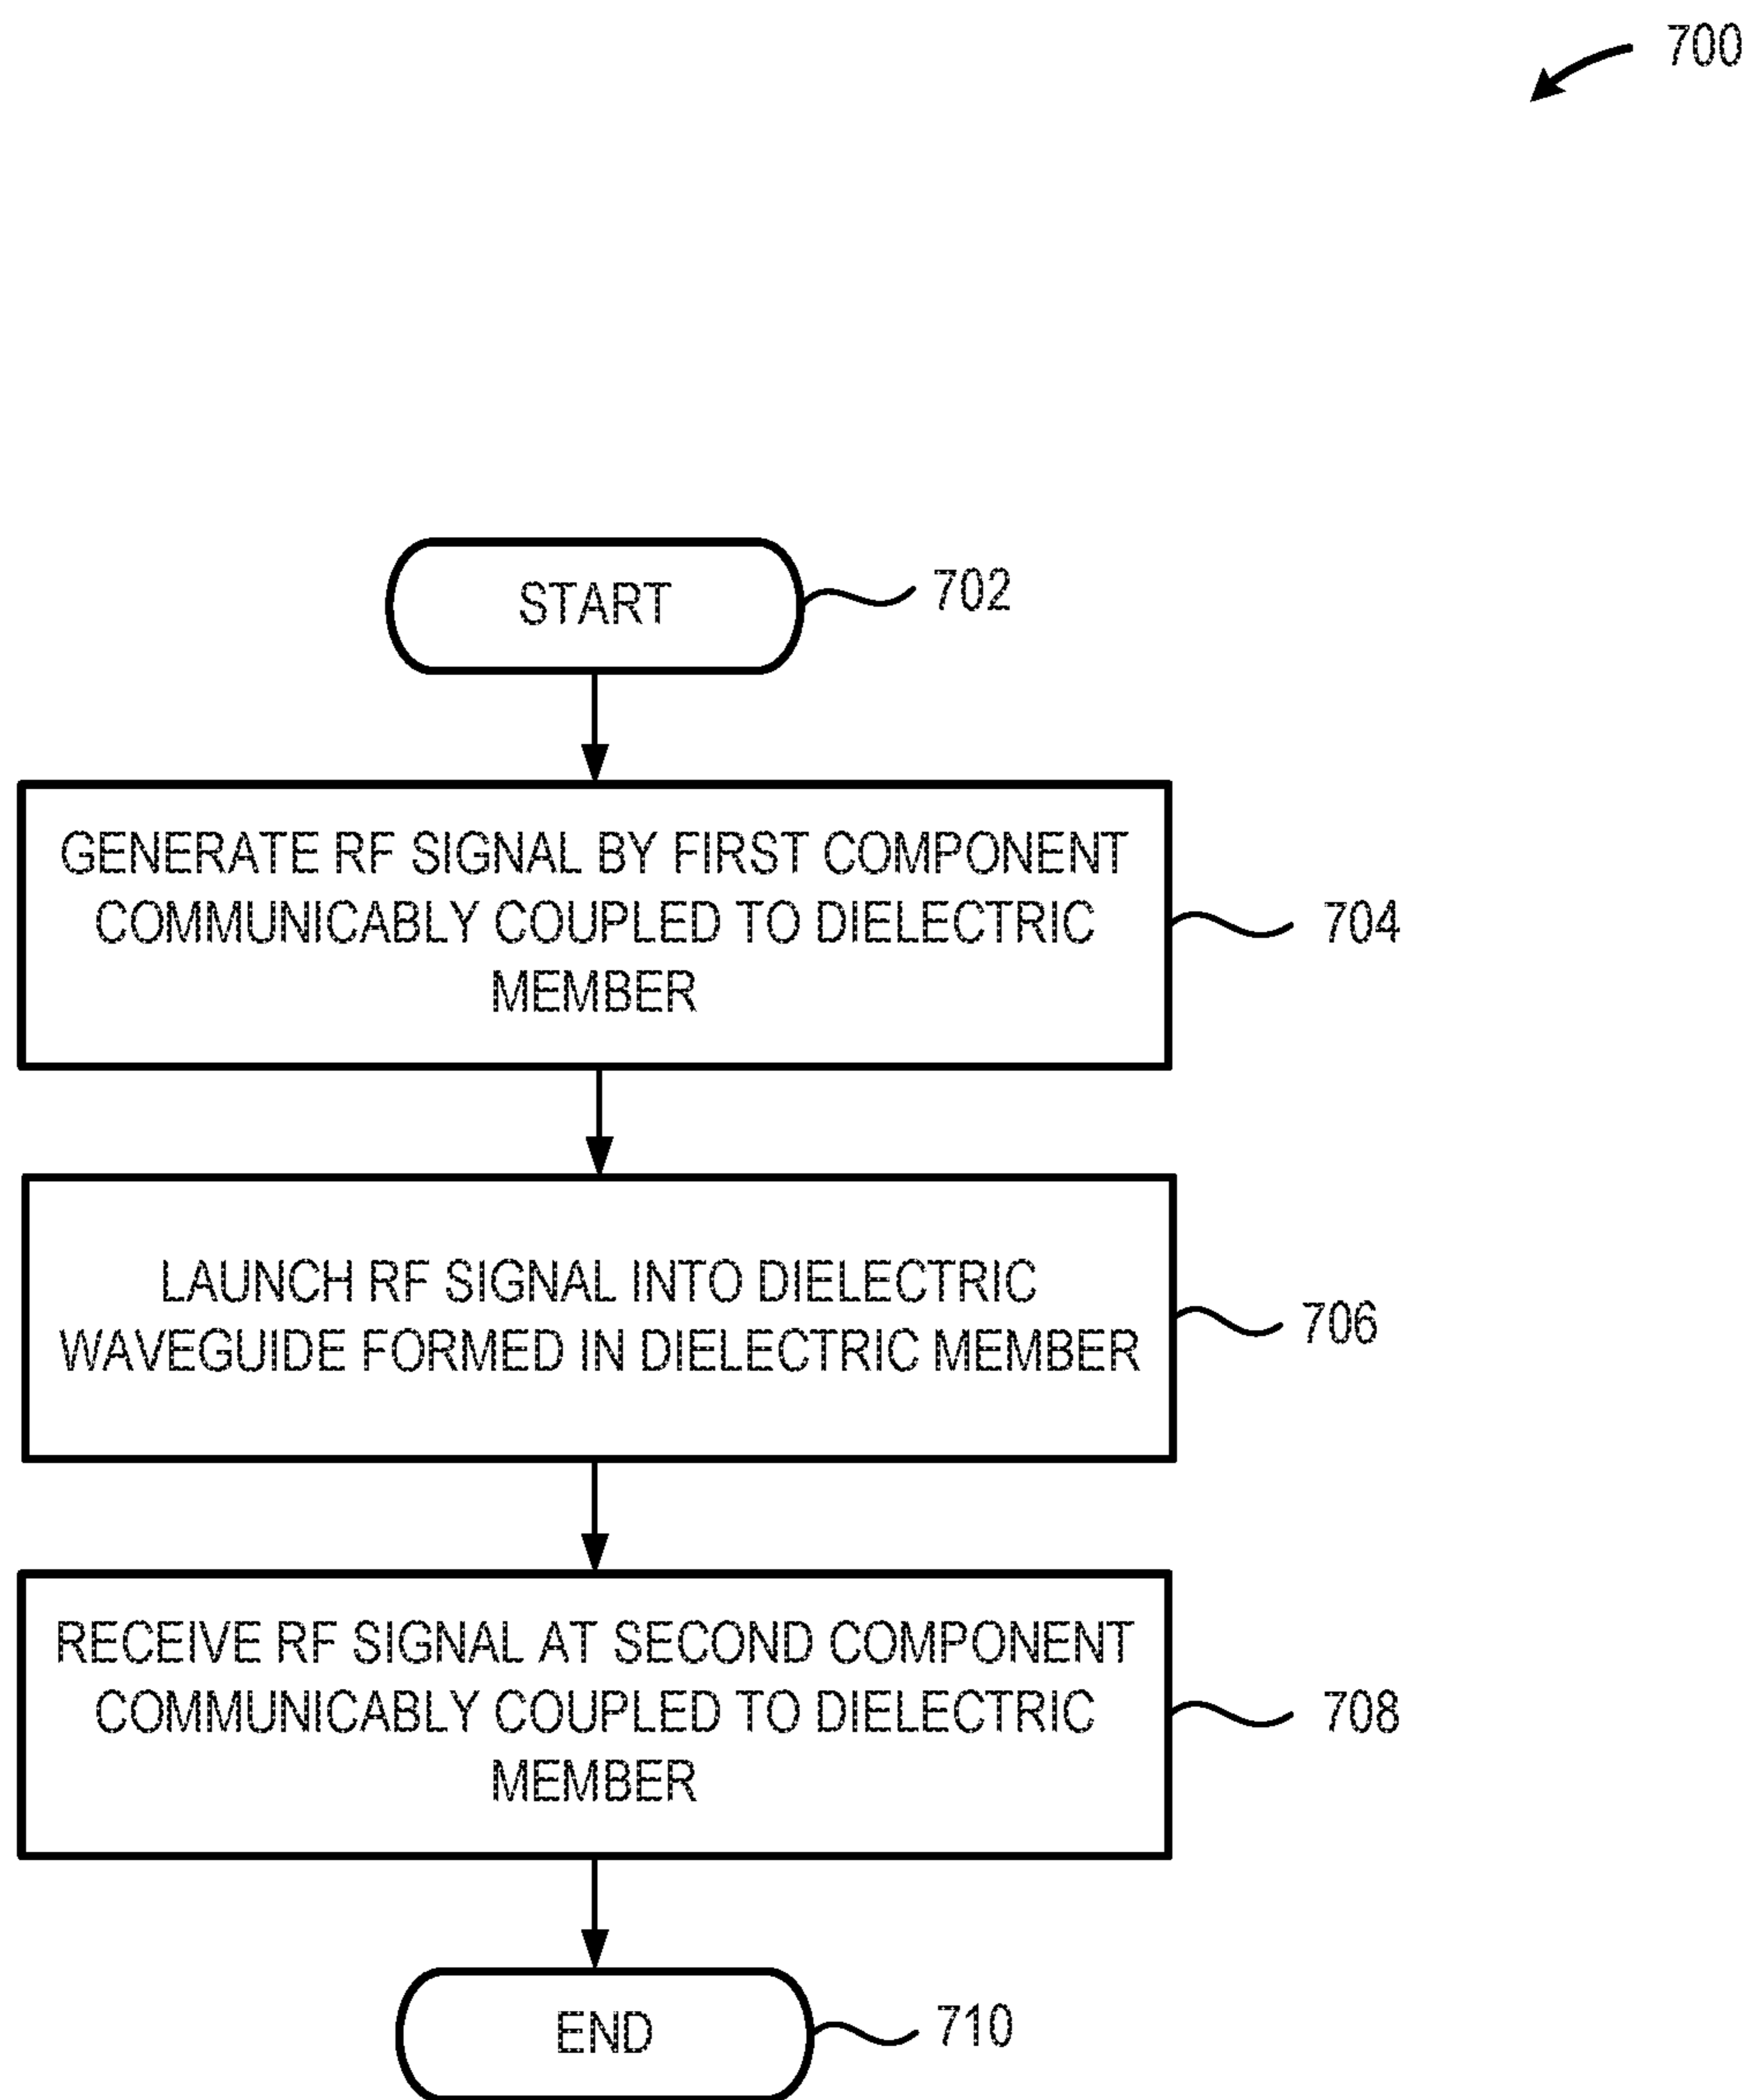 700
START
702
GENERATE RF SIGNAL BY FIRST COMPONENT
COMMUNICABLY COUPLED TO DIELECTRIC
MEMBER
704
LAUNCH RF SIGNAL INTO DIELECTRIC
WAVEGUIDE FORMED IN DIELECTRIC MEMBER
706
RECEIVE RF SIGNAL AT SECOND COMPONENT
COMMUNICABLY COUPLED TO DIELECTRIC
MEMBER
708
END
710